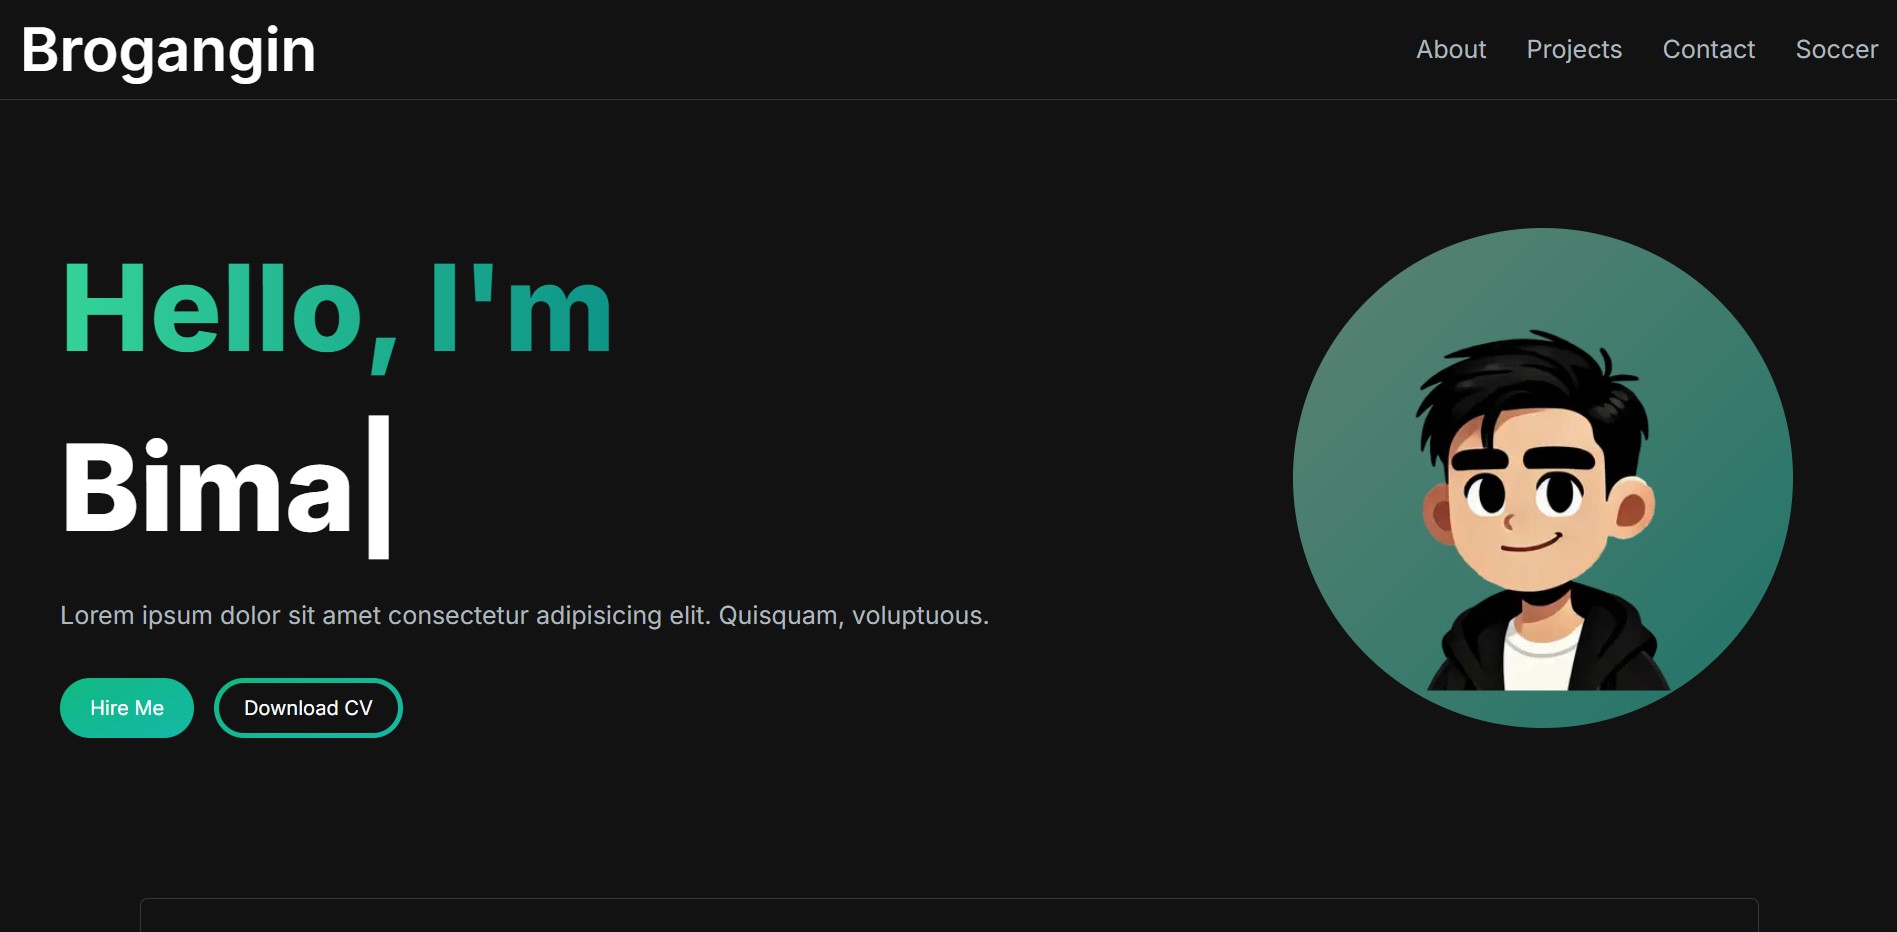 Brogangin
About Projects Contact Soccer
Hello, I'm
Bima|
Lorem ipsum dolor sit amet consectetur adipisicing elit. Quisquam, voluptuous.
Hire Me Download CV